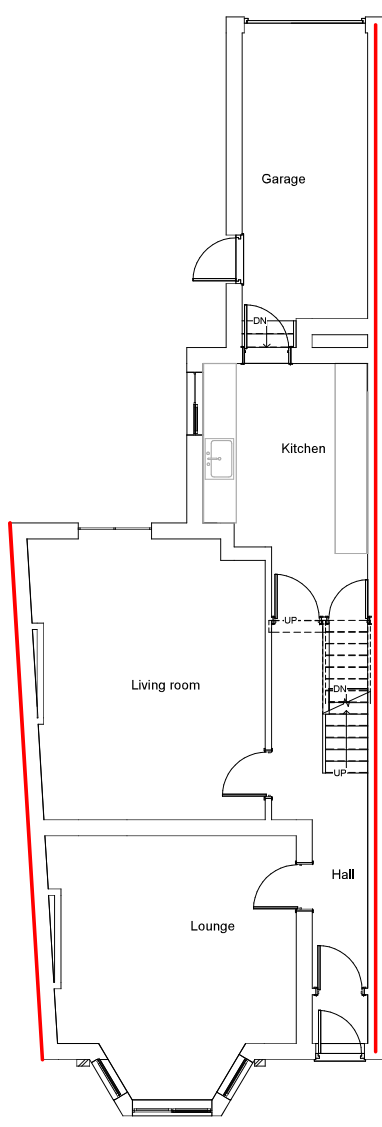 Garage
DN
Kitchen
UP
Living room
DN
UP
Hall
Lounge